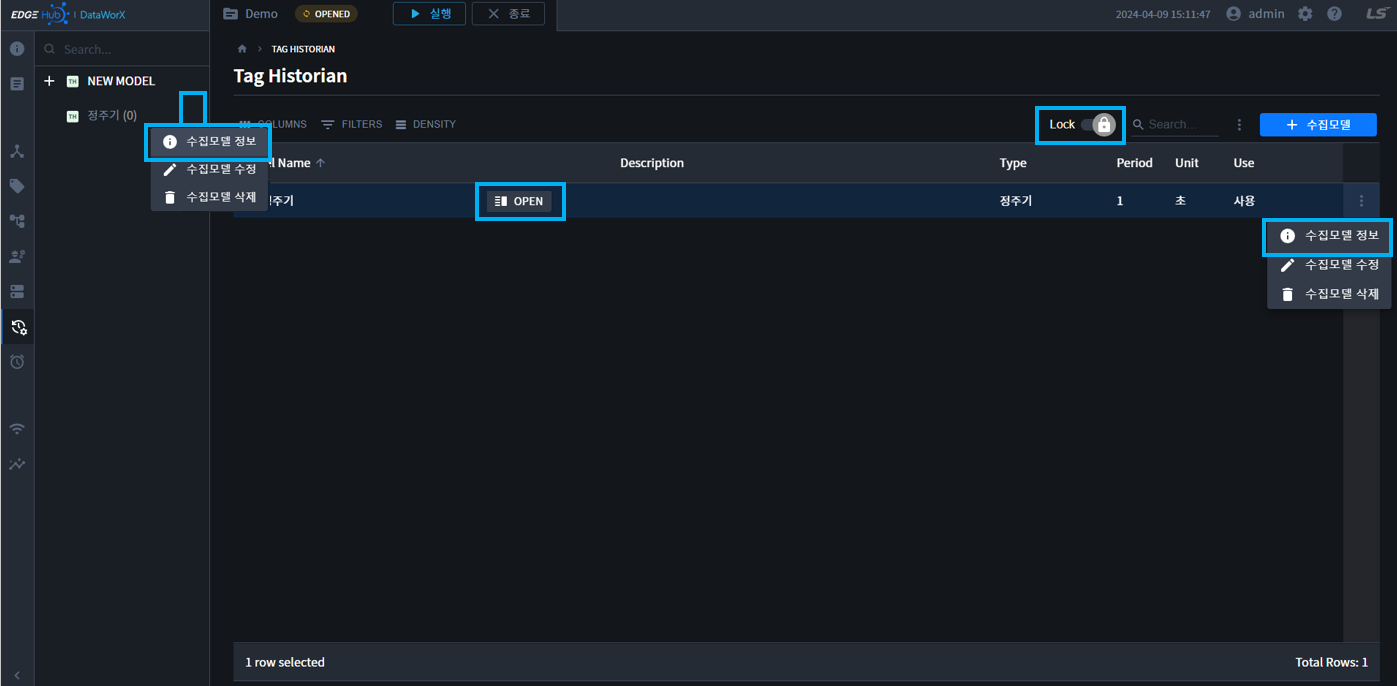 EDGE Hub | DataWorX
Demo
OPENED
실행
종료
2024-04-09 15:11:47
admin
LS
Search...
NEW MODEL
정주기 (0)
수집모델 정보
수집모델 수정
수집모델 삭제
TAG HISTORIAN
Tag Historian
FILTERS
DENSITY
Lock
Search...
수집모델
Name
Description
Type
Period
Unit
Use
정주기
OPEN
정주기
1
초
사용
수집모델 정보
수집모델 수정
수집모델 삭제
1 row selected
Total Rows: 1